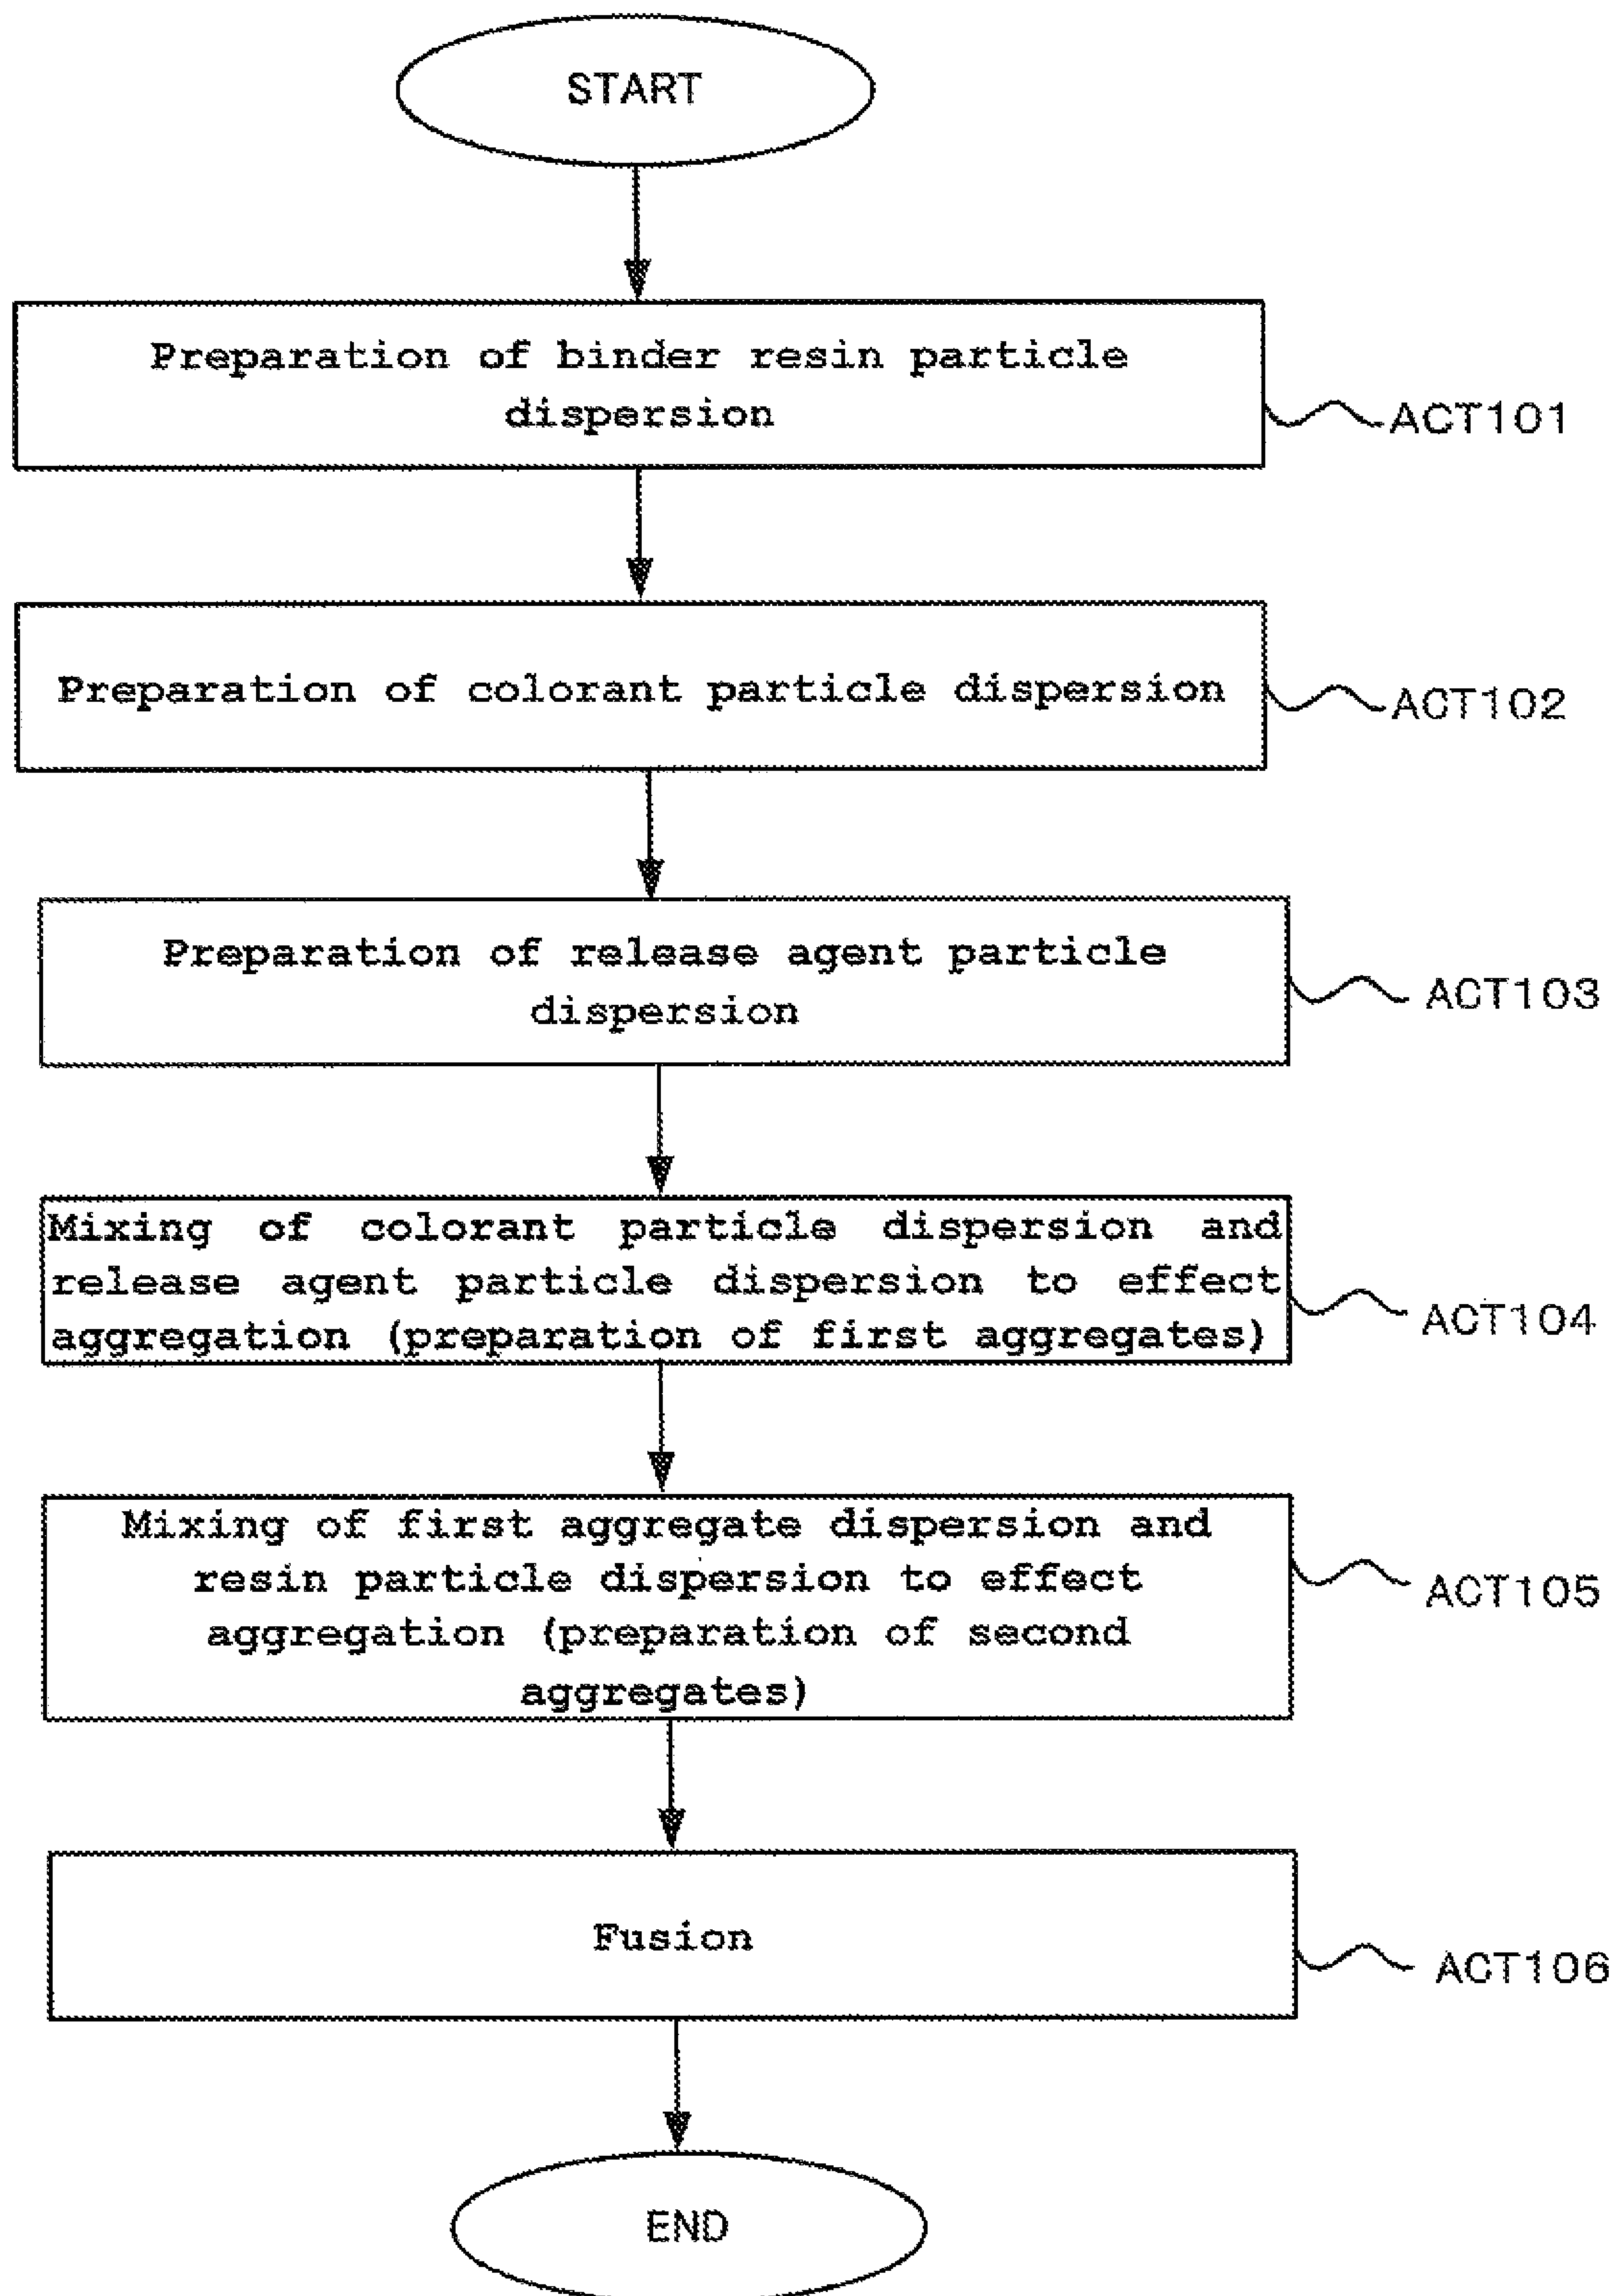 START
Preparation of binder resin particle
dispersion
ACT101
Preparation of colorant particle dispersion
ACT102
Preparation of release agent particle
dispersion
ACT103
Mixing of colorant particle dispersion and
release agent particle dispersion to effect
aggregation (preparation of first aggregates)
ACT104
Mixing of first aggregate dispersion and
resin particle dispersion to effect
aggregation (preparation of second
aggregates)
ACT105
Fusion
ACT106
END